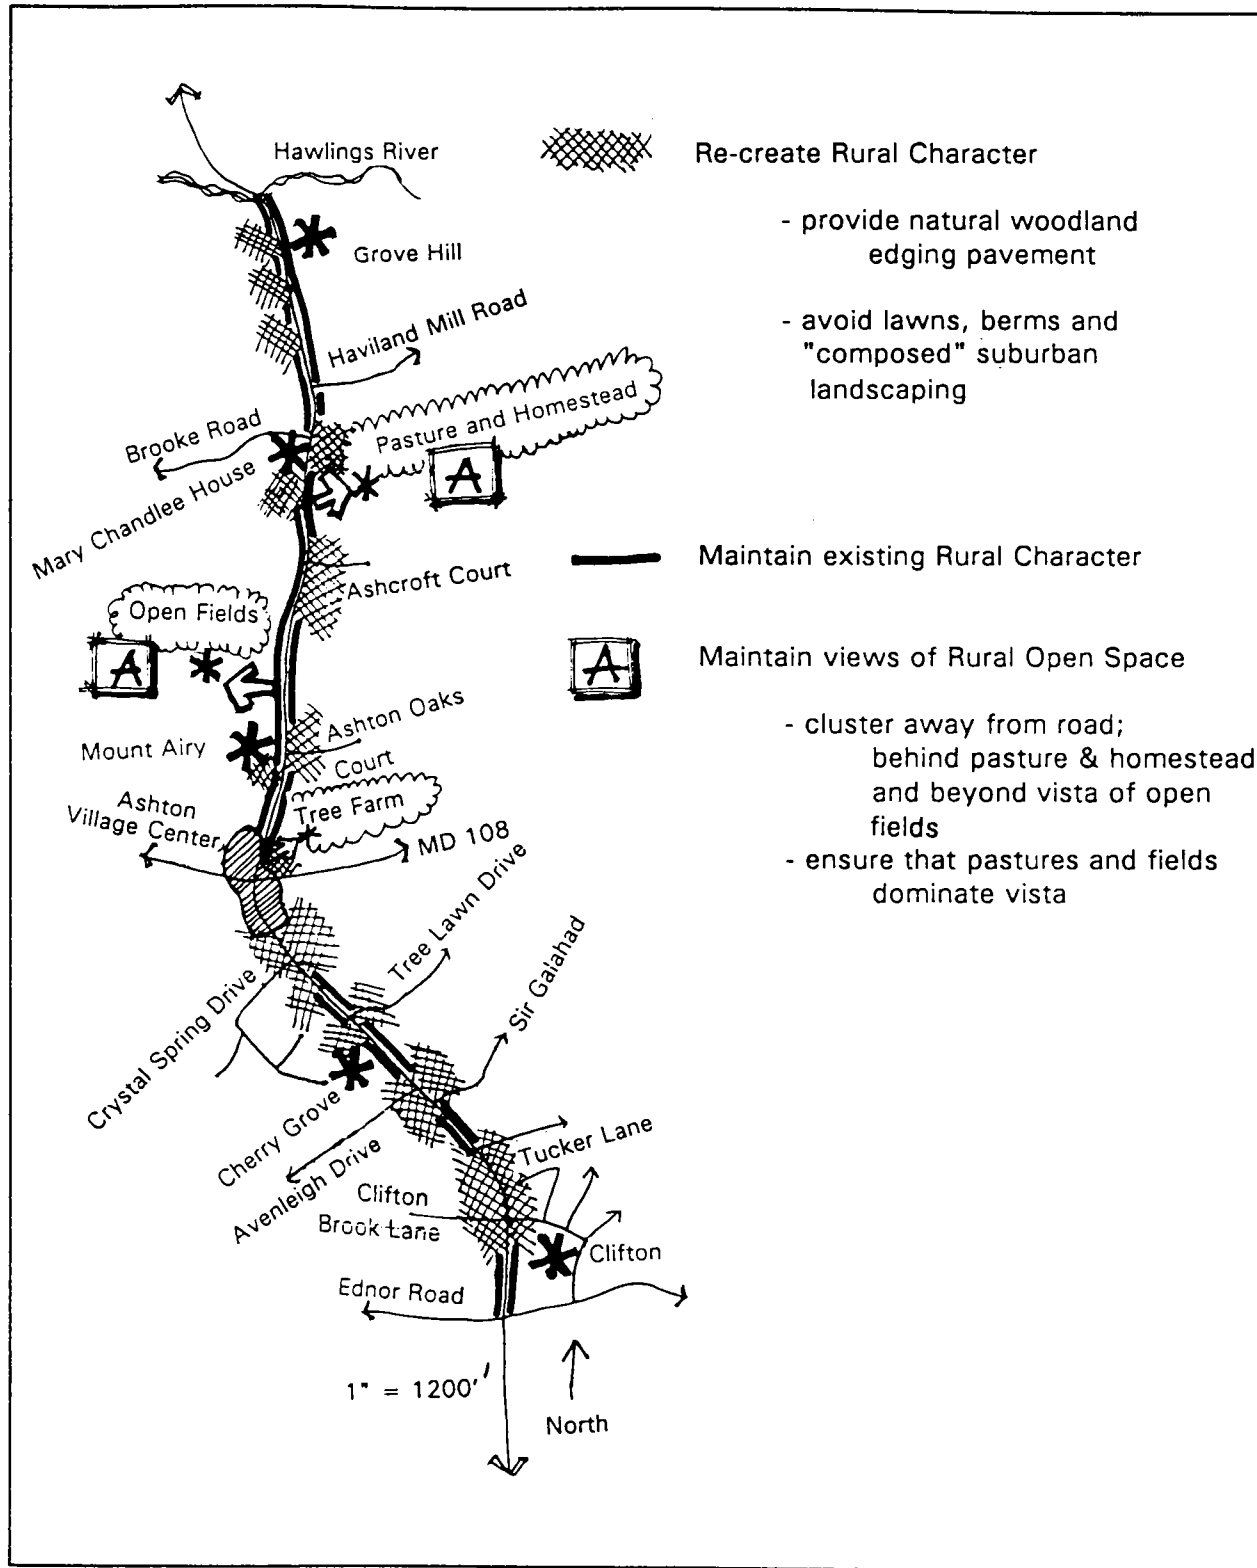 Hawlings River
Grove Hill
Haviland Mill Road
Brooke Road
Pasture and Homestead
A
Mary Chandlee House
Ashcroft Court
Open Fields
A
Ashton Oaks
Court
Mount Airy
Tree Farm
Ashton
Village Center
MD 108
Tree Lawn Drive
Crystal Spring Drive
Sir Galahad
Cherry Grove
Avenleigh Drive
Tucker Lane
Clifton
Brook Lane
Clifton
Ednor Road
1" = 1200'
North
Re-create Rural Character
- provide natural woodland
edging pavement
- avoid lawns, berms and
"composed" suburban
landscaping
Maintain existing Rural Character
A
Maintain views of Rural Open Space
- cluster away from road;
behind pasture & homestead
and beyond vista of open
fields
- ensure that pastures and fields
dominate vista